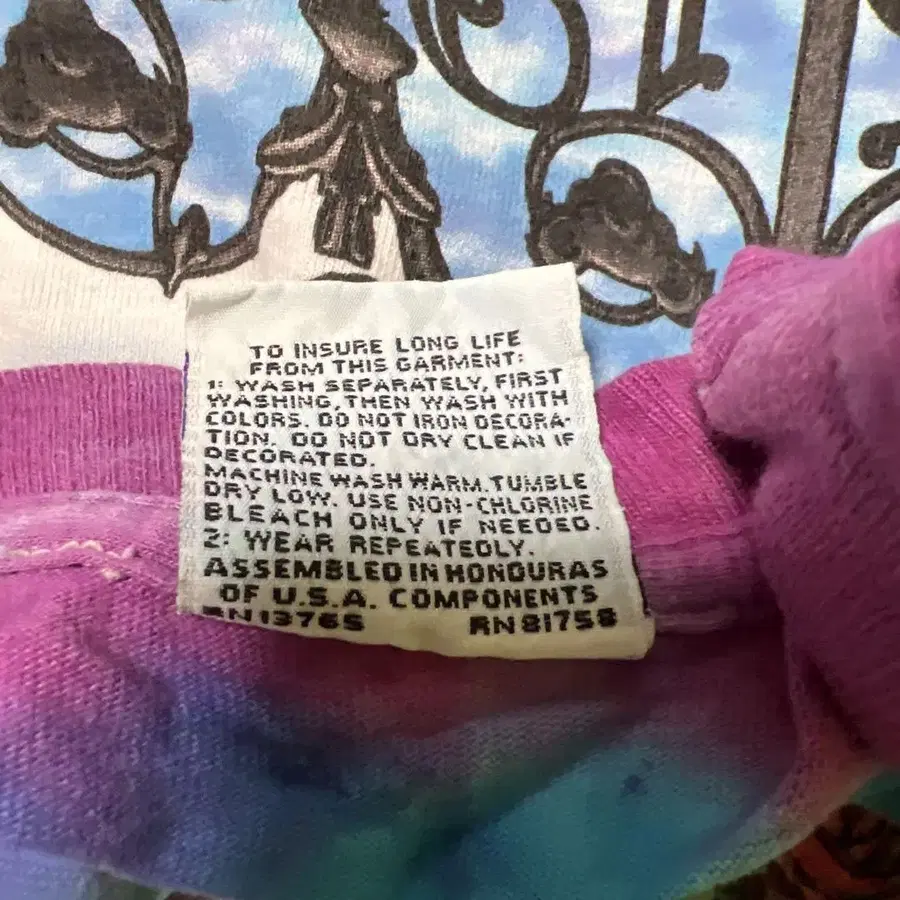 TO INSURE LONG LIFE
FROM THIS GARMENT:
1: WASH SEPARATELY, FIRST
WASHING, THEN WASH WITH
COLORS. DO NOT IRON DECORA-
TION. DO NOT DRY CLEAN IF
DECORATED.
MACHINE WASH WARM. TUMBLE
DRY LOW. USE NON-CHLORINE
BLEACH ONLY IF NEEDED.
2: WEAR REPEATEDLY.
ASSEMBLED IN HONDURAS
OF U.S.A. COMPONENTS
RN13765 RN81758